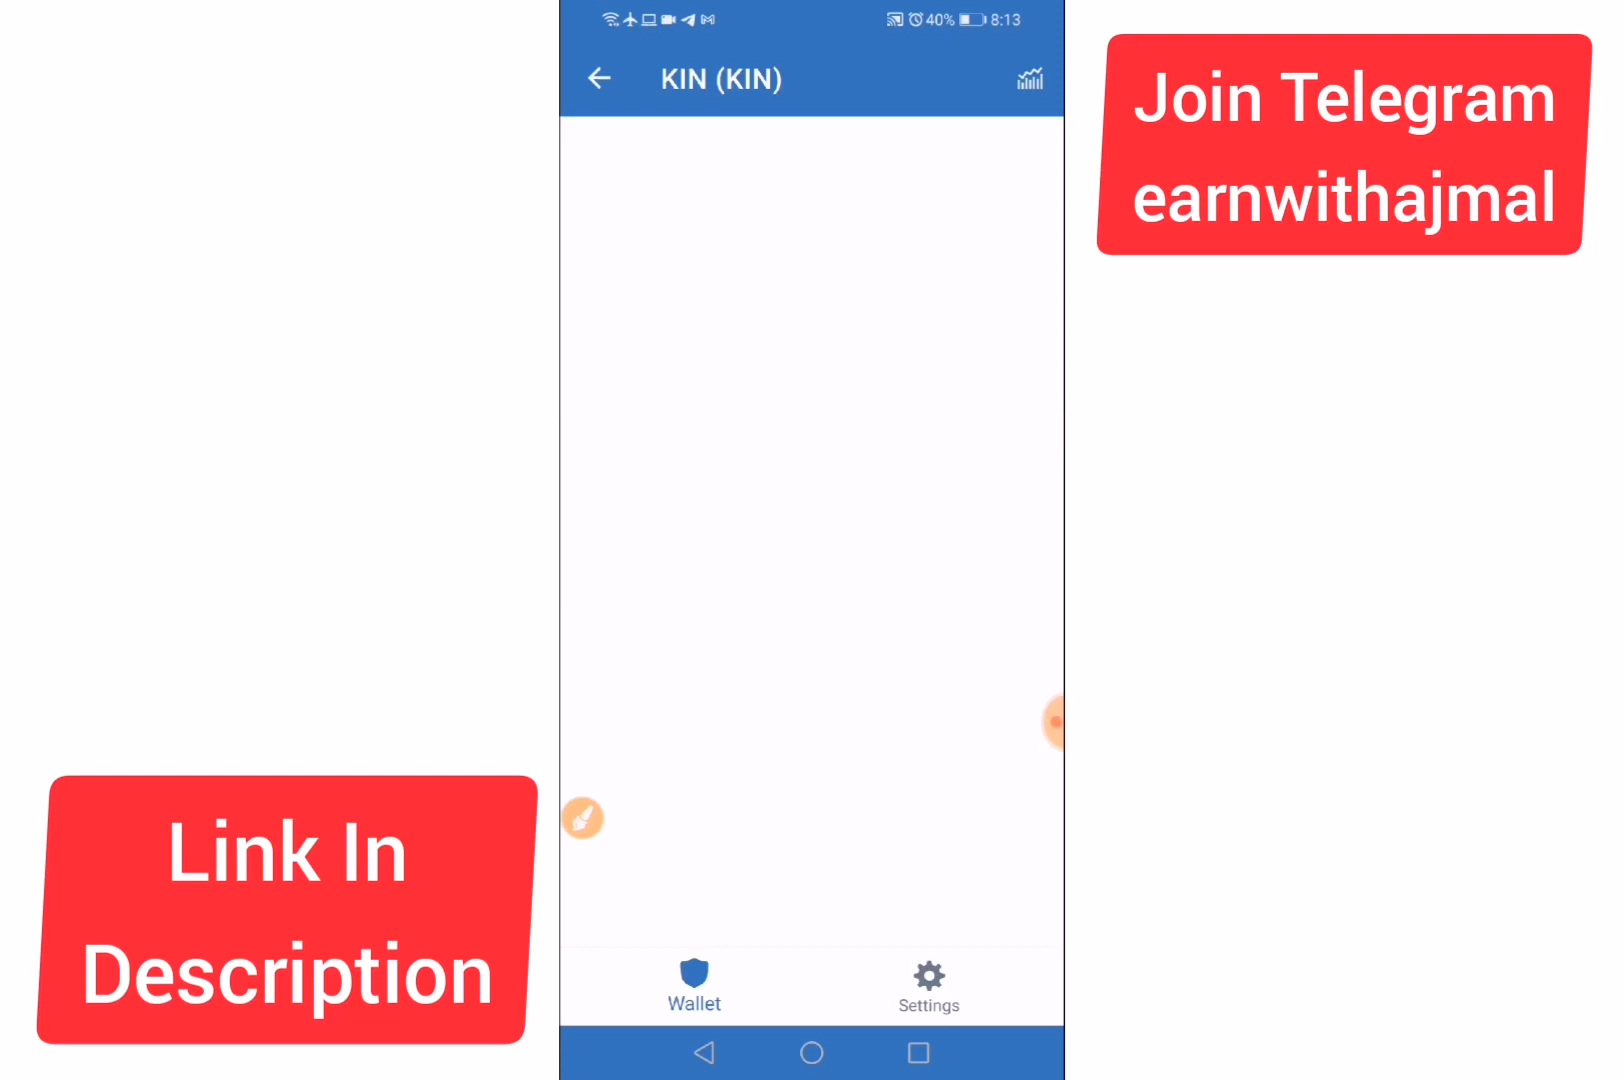 40% 8:13
KIN (KIN)
Join Telegram
earnwithajmal
Link In
Description
Wallet
Settings